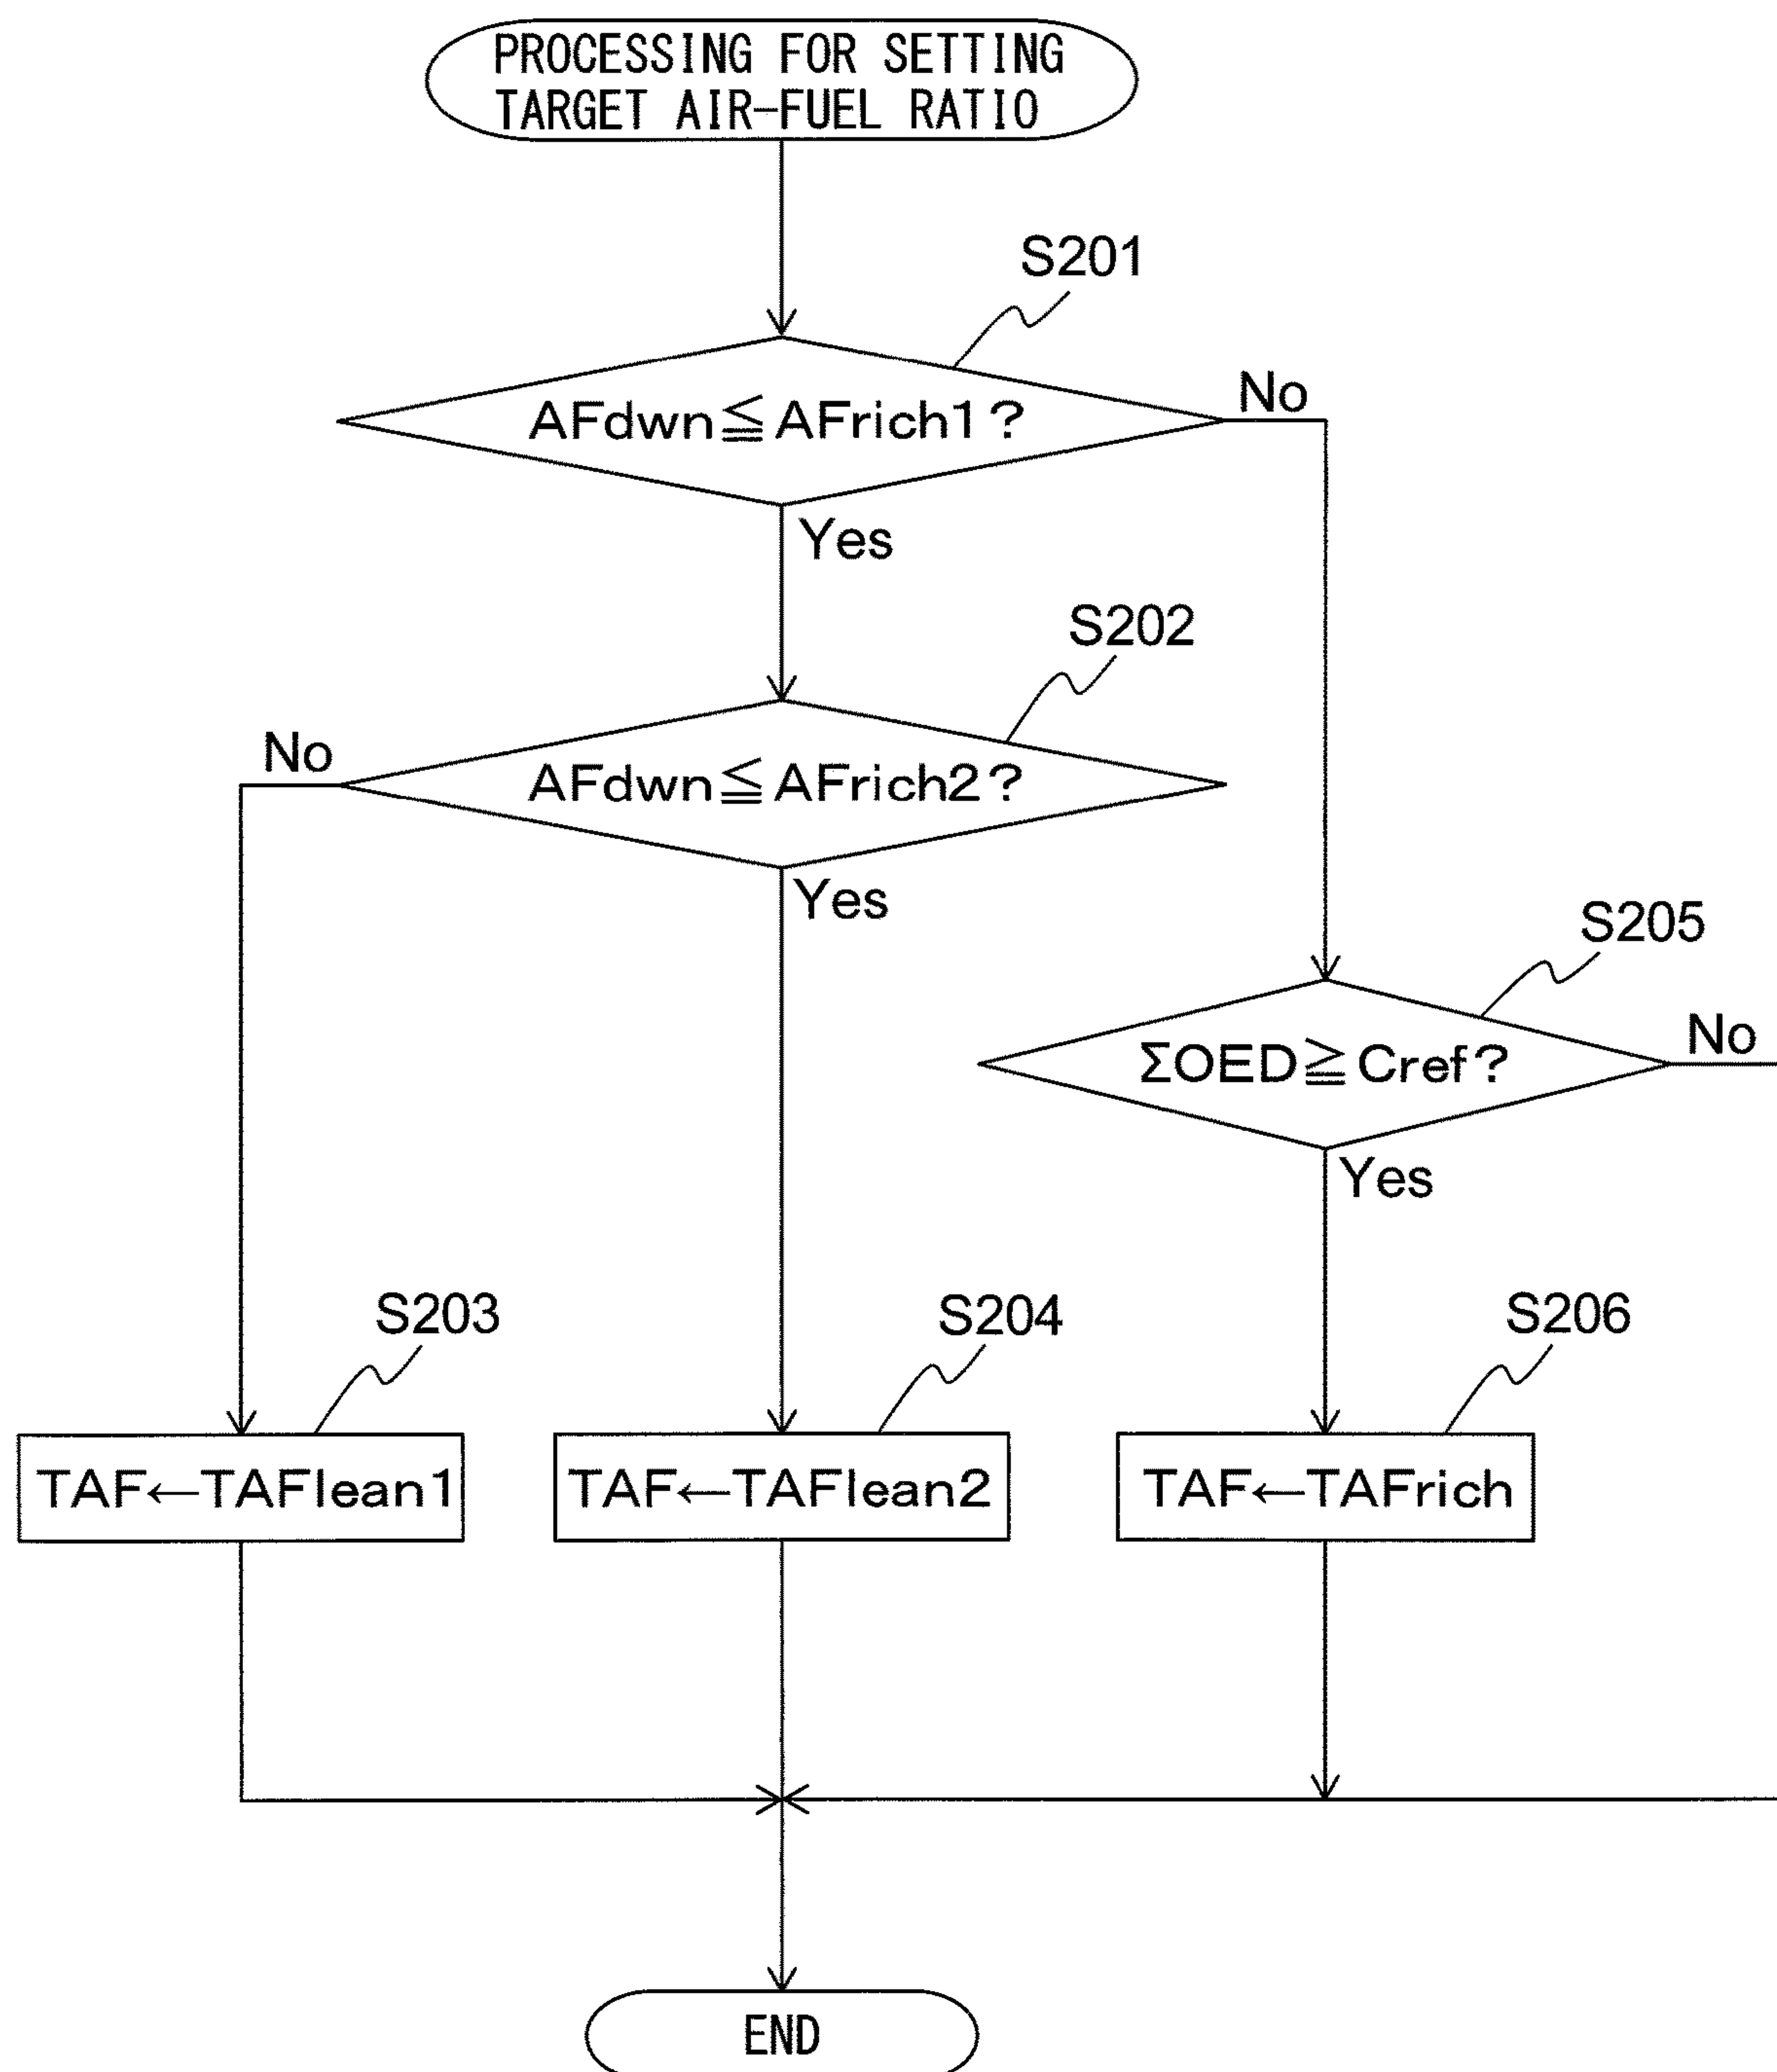 PROCESSING FOR SETTING
TARGET AIR-FUEL RATIO
S201
AFdwn≦AFrich1?
No
Yes
S202
AFdwn≦AFrich2?
No
Yes
S205
ΣOED≧Cref?
No
Yes
S203
S204
S206
TAF←TAFlean1
TAF←TAFlean2
TAF←TAFrich
END